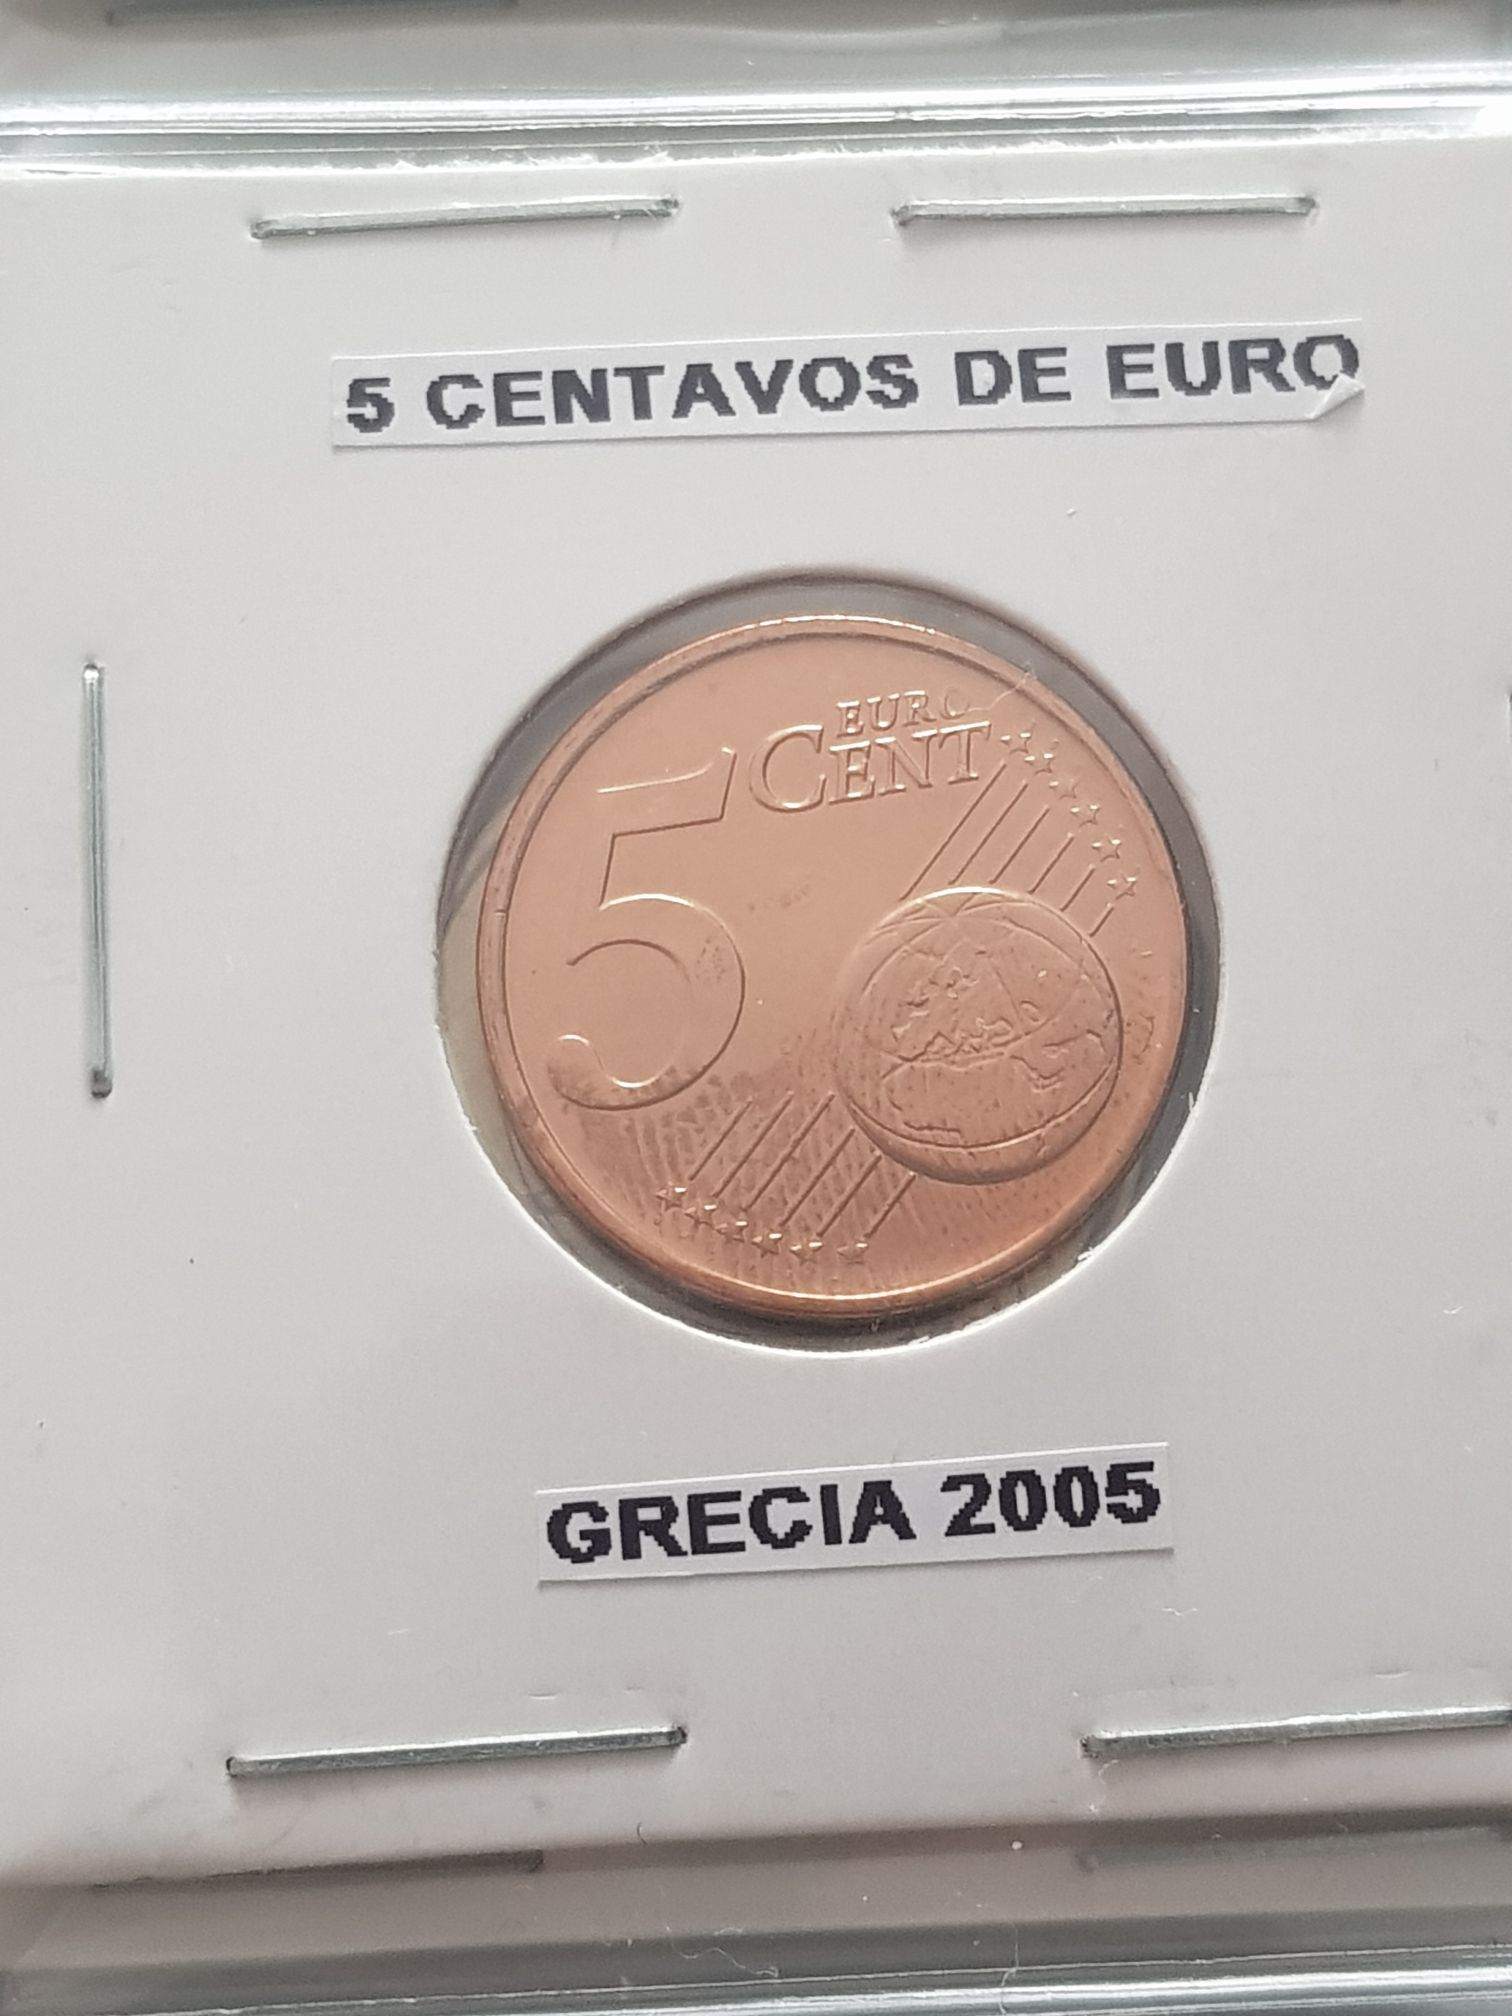 5 CENTAVOS DE EURO
EURO
5 CENT
GRECIA 2005